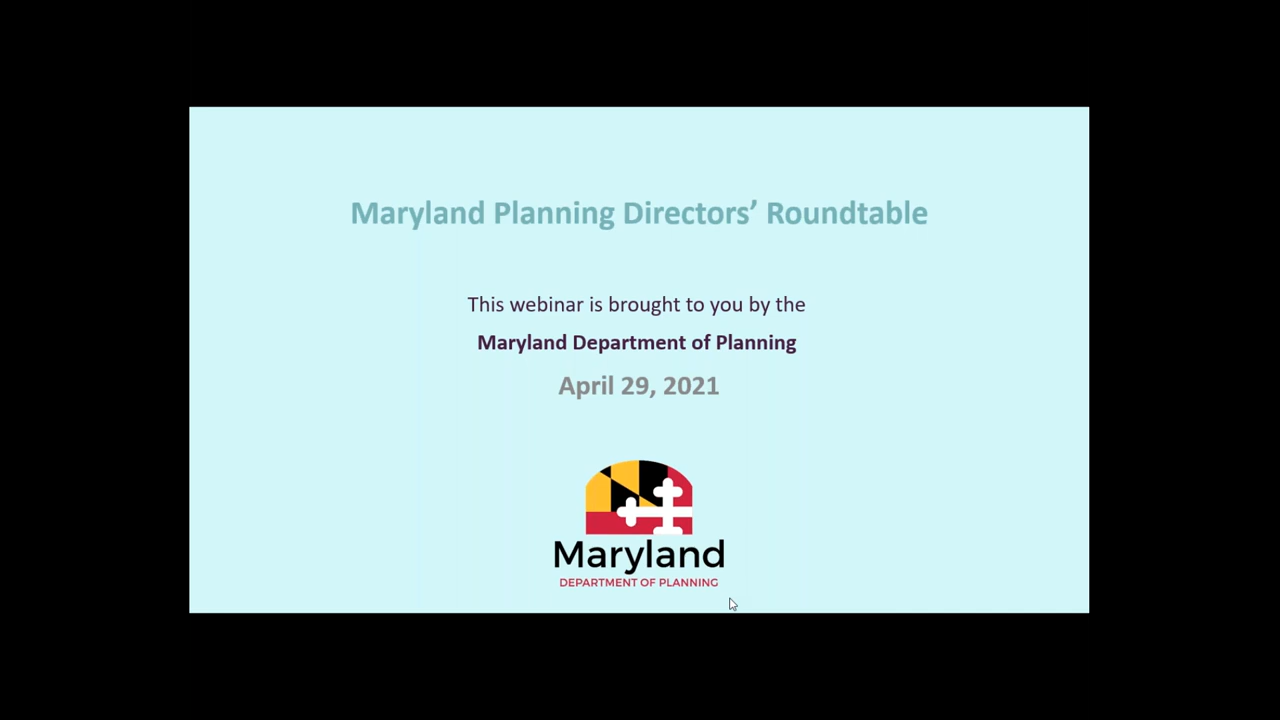 Maryland Planning Directors’ Roundtable
This webinar is brought to you by the
Maryland Department of Planning
April 29, 2021
Maryland
DEPARTMENT OF PLANNING